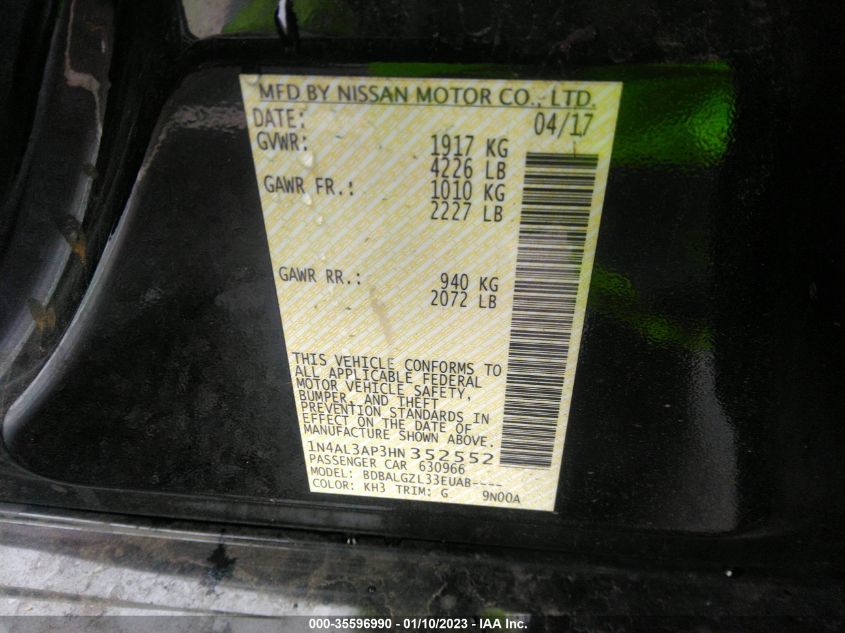 MFD BY NISSAN MOTOR CO., LTD.
DATE: 04/17
GVWR: 1917 KG
4226 LB
GAWR FR.: 1010 KG
2227 LB
GAWR RR.: 940 KG
2072 LB
THIS VEHICLE CONFORMS TO
ALL APPLICABLE FEDERAL
MOTOR VEHICLE SAFETY,
BUMPER, AND THEFT
PREVENTION STANDARDS IN
EFFECT ON THE DATE OF
MANUFACTURE SHOWN ABOVE.
1N4AL3AP3HN352552
PASSENGER CAR 630966
MODEL: BDBALGZL33EUAB----
COLOR: KH3 TRIM: G 9N00A
000-35596990 - 01/10/2023 - © IAA Inc.